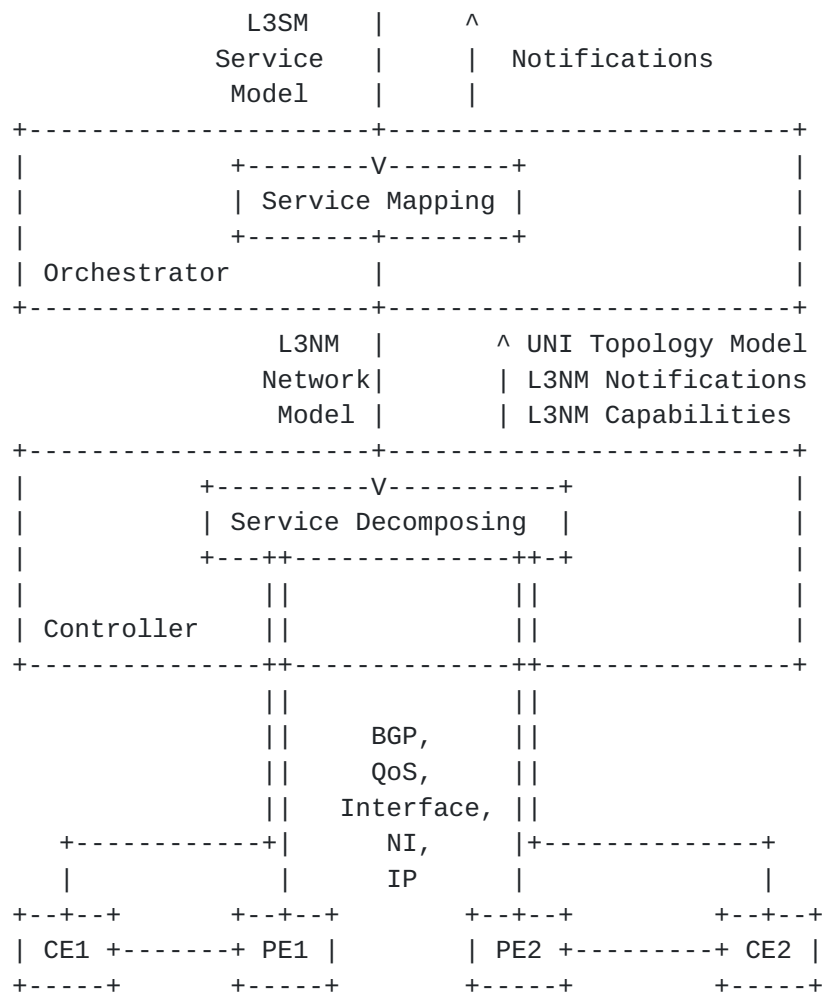 L3SM | ^
Service | | Notifications
Model | |
+----------------------+--------------------------+
| +--------V--------+ |
| | Service Mapping | |
| +--------+--------+ |
| Orchestrator | |
+----------------------+--------------------------+
L3NM | ^ UNI Topology Model
Network| | L3NM Notifications
Model | | L3NM Capabilities
+----------------------+--------------------------+
| +----------V-----------+ |
| | Service Decomposing | |
| +---++--------------++-+ |
| || || |
| Controller || || |
+---------------++--------------++----------------+
|| ||
|| BGP, ||
|| QoS, ||
|| Interface, ||
+------------+| NI, |+--------------+
| | IP | |
+--+--+ +--+--+ +--+--+ +--+--+
| CE1 +-------+ PE1 | | PE2 +---------+ CE2 |
+-----+ +-----+ +-----+ +-----+